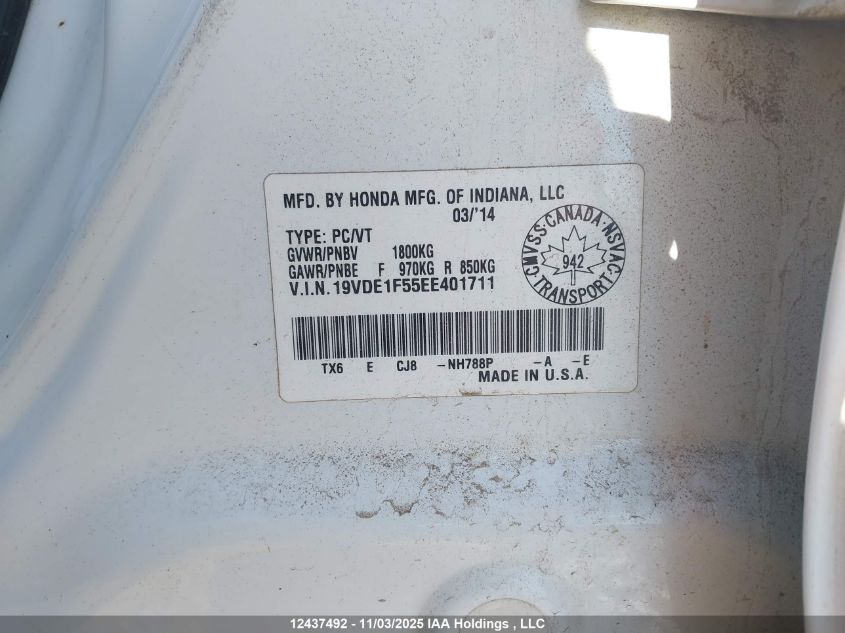 MFD. BY HONDA MFG. OF INDIANA, LLC
03/'14
TYPE: PC/VT
GVWR/PNBV 1800KG
GAWR/PNBE F 970KG R 850KG
V.I.N. 19VDE1F55EE401711
CMVSS·CANADA·NSVAC
942
TRANSPORT
TX6 E CJ8 -NH788P -A -E
MADE IN U.S.A.
12437492 - 11/03/2025 IAA Holdings , LLC